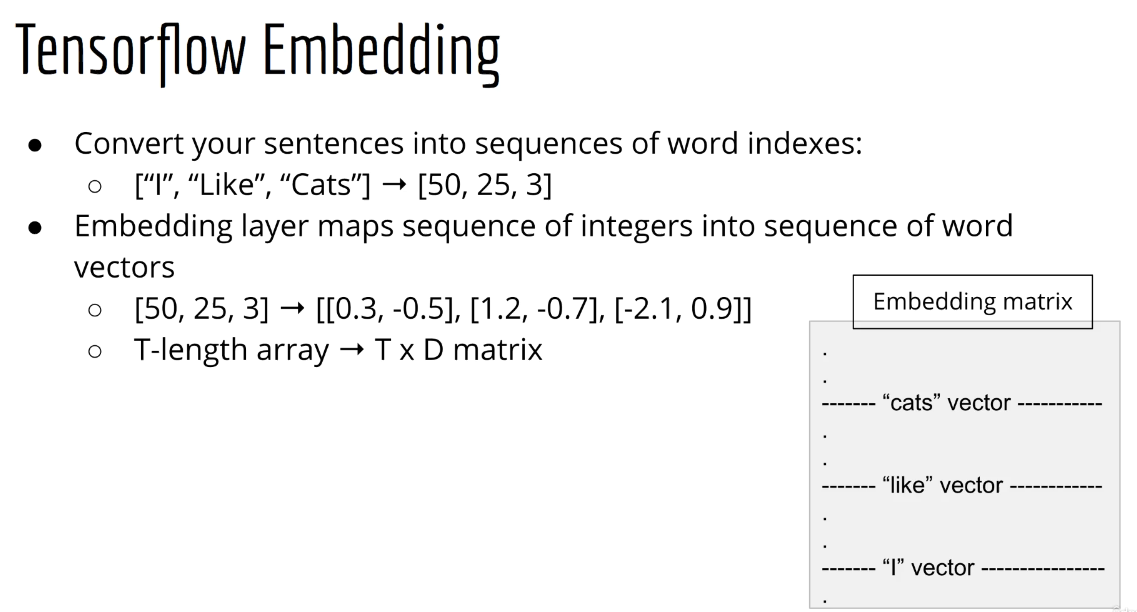 Tensorflow Embedding
● Convert your sentences into sequences of word indexes:
○ [“I”, “Like”, “Cats”] → [50, 25, 3]
● Embedding layer maps sequence of integers into sequence of word
vectors
○ [50, 25, 3] → [[0.3, -0.5], [1.2, -0.7], [-2.1, 0.9]]
○ T-length array → T x D matrix
Embedding matrix
.
.
------- “cats” vector -----------
.
.
------- “like” vector ------------
.
.
------- “I” vector ----------------
.